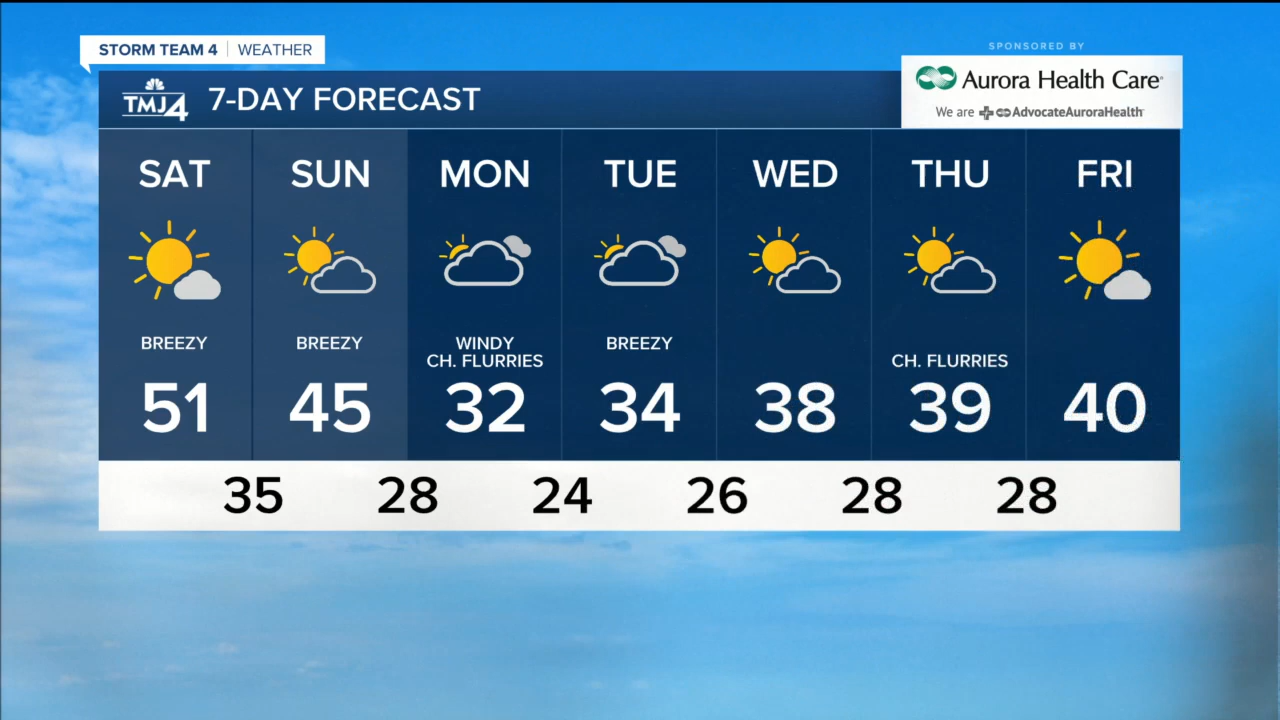 STORM TEAM 4 | WEATHER
SPONSORED BY
Aurora Health Care
We are AdvocateAuroraHealth
TMJ4 7-DAY FORECAST
SAT SUN MON TUE WED THU FRI
BREEZY BREEZY WINDY BREEZY
CH. FLURRIES CH. FLURRIES
51 45 32 34 38 39 40
35 28 24 26 28 28